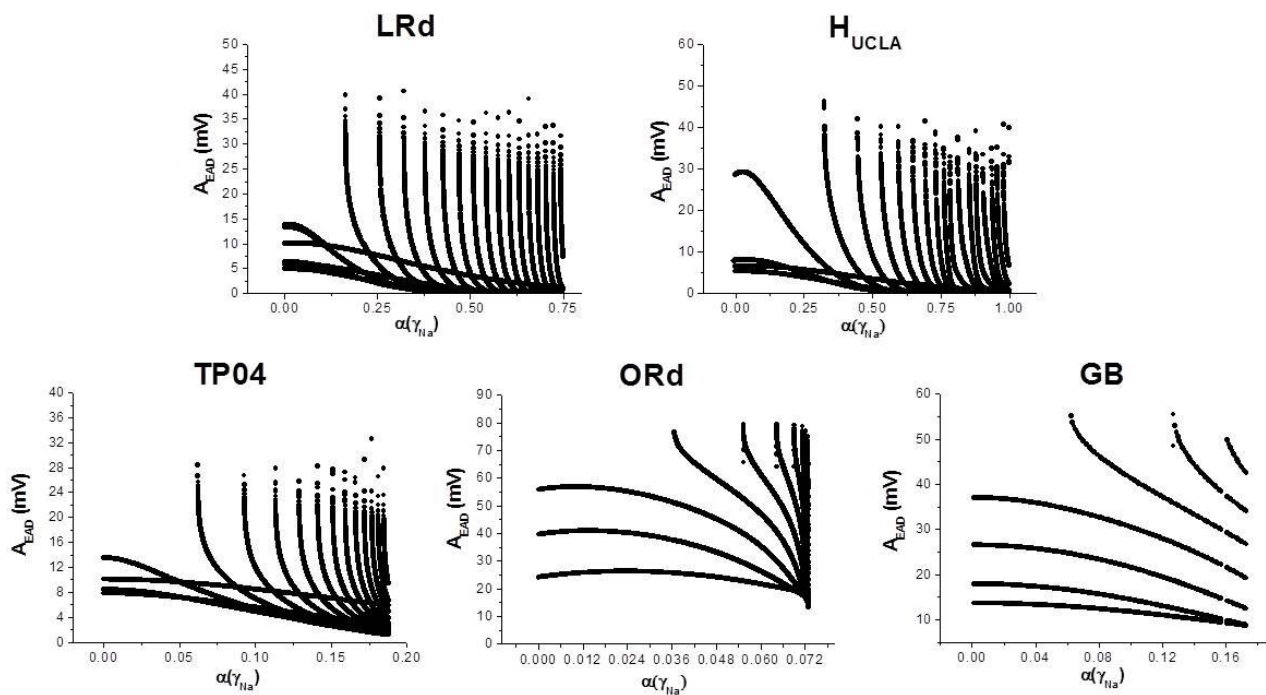 LRd
A_EAD (mV)
50
45
40
35
30
25
20
15
10
5
0
0.00 0.25 0.50 0.75
α(γ_Na)
H_UCLA
A_EAD (mV)
60
50
40
30
20
10
0
0.00 0.25 0.50 0.75 1.00
α(γ_Na)
TP04
A_EAD (mV)
40
36
32
28
24
20
16
12
8
4
0
0.00 0.05 0.10 0.15 0.20
α(γ_Na)
ORd
A_EAD (mV)
90
80
70
60
50
40
30
20
10
0
0.000 0.012 0.024 0.036 0.048 0.060 0.072
α(γ_Na)
GB
A_EAD (mV)
60
50
40
30
20
10
0.00 0.04 0.08 0.12 0.16
α(γ_Na)